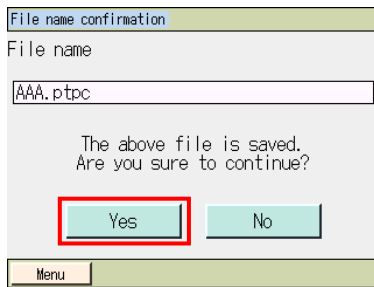 File name confirmation
File name
AAA.ptpc
The above file is saved.
Are you sure to continue?
Yes No
Menu